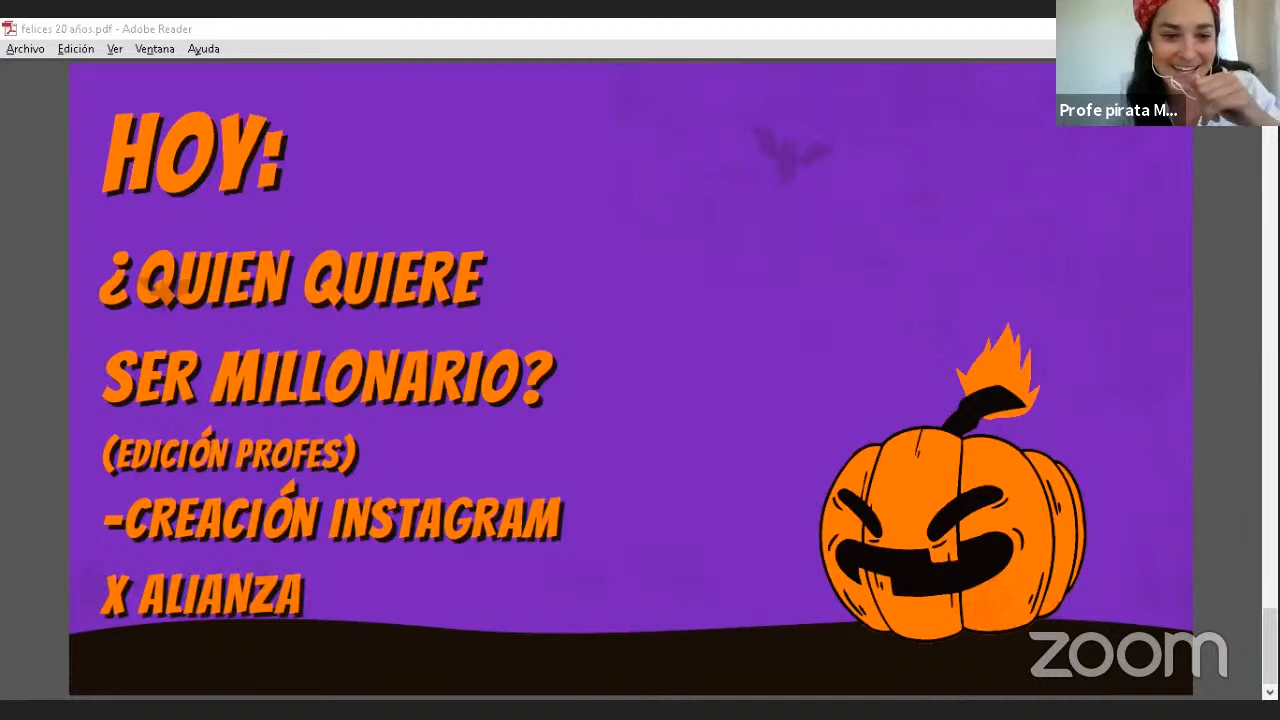 felices 20 años.pdf - Adobe Reader
Archivo Edición Ver Ventana Ayuda
Profe pirata M...
HOY:
¿QUIEN QUIERE
SER MILLONARIO?
(EDICIÓN PROFES)
-CREACIÓN INSTAGRAM
X ALIANZA
zoom